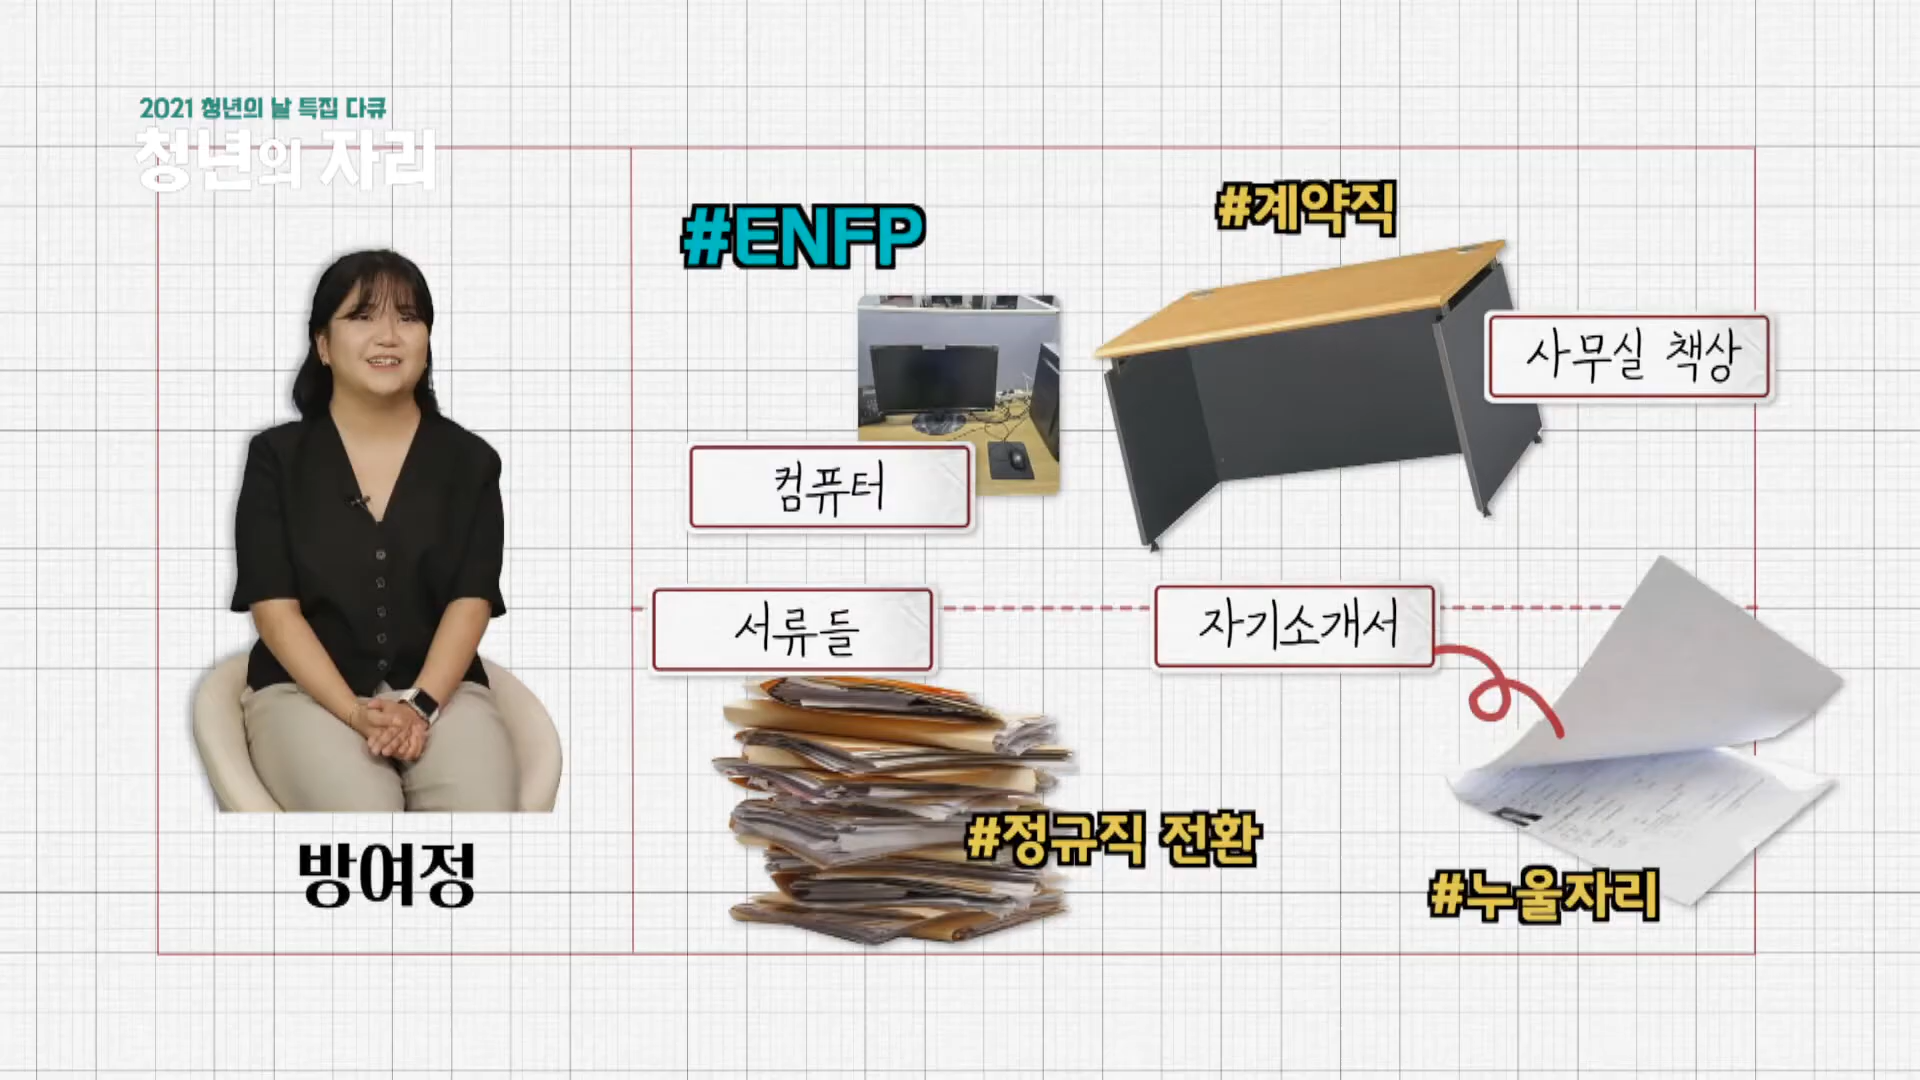 2021 청년의 날 특집 다큐
청년의 자리
#ENFP
#계약직
사무실 책상
컴퓨터
서류들
자기소개서
#정규직 전환
#누울자리
방여정